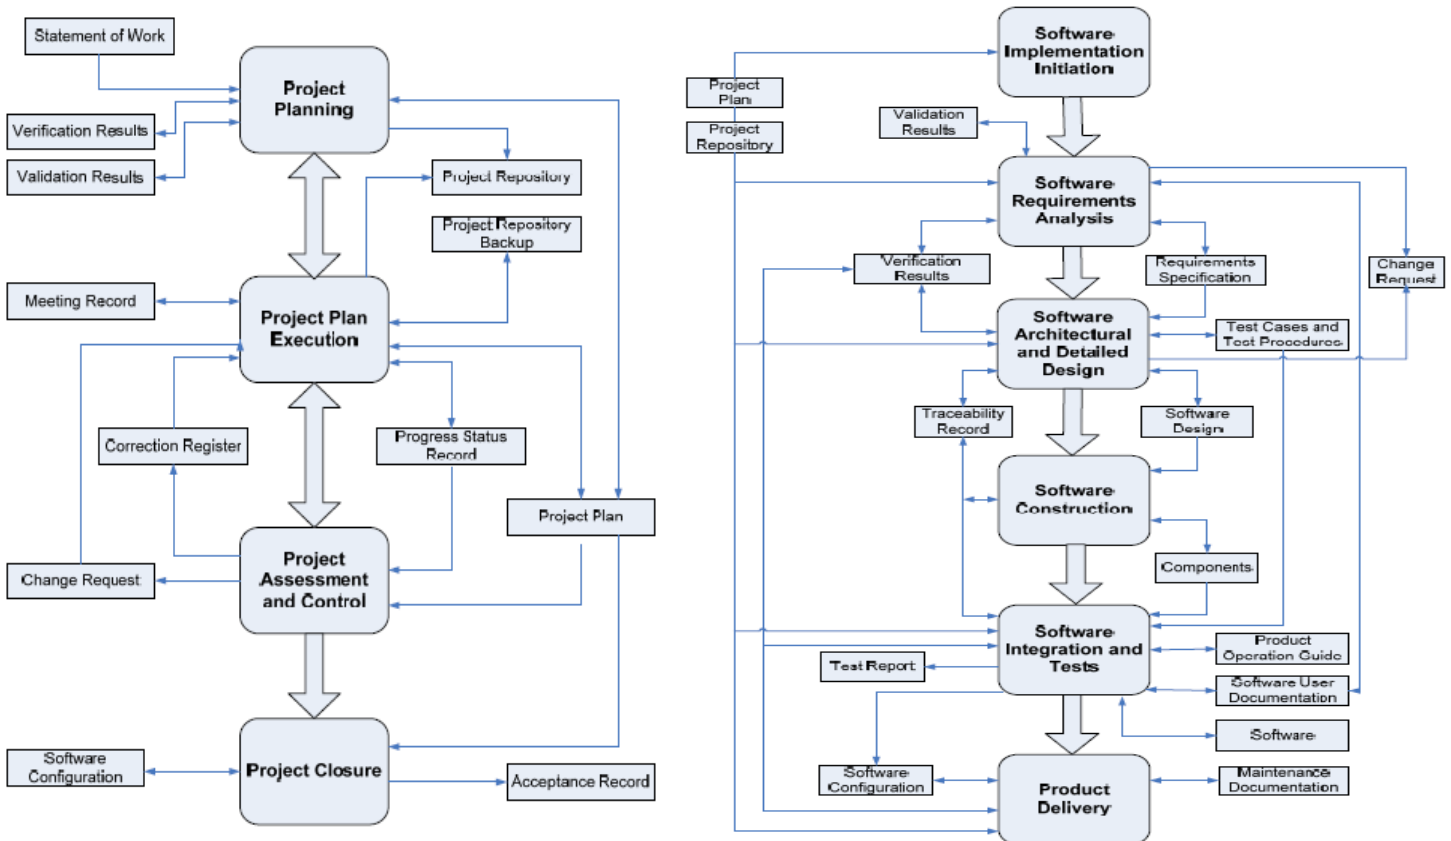 Statement of Work
Project
Planning
Verification Results
Validation Results
Project Repository
Project Repository
Backup
Meeting Record
Project Plan
Execution
Correction Register
Progress Status
Record
Project Plan
Project
Assessment
and Control
Change Request
Software
Configuration
Project Closure
Acceptance Record
Software
Implementation
Initiation
Project
Plan
Project
Repository
Validation
Results
Software
Requirements
Analysis
Verification
Results
Requirements
Specification
Change
Request
Software
Architectural
and Detailed
Design
Test Cases and
Test Procedures
Traceability
Record
Software
Design
Software
Construction
Components
Software
Integration and
Tests
Product
Operation Guide
Test Report
Software User
Documentation
Software
Software
Configuration
Product
Delivery
Maintenance
Documentation